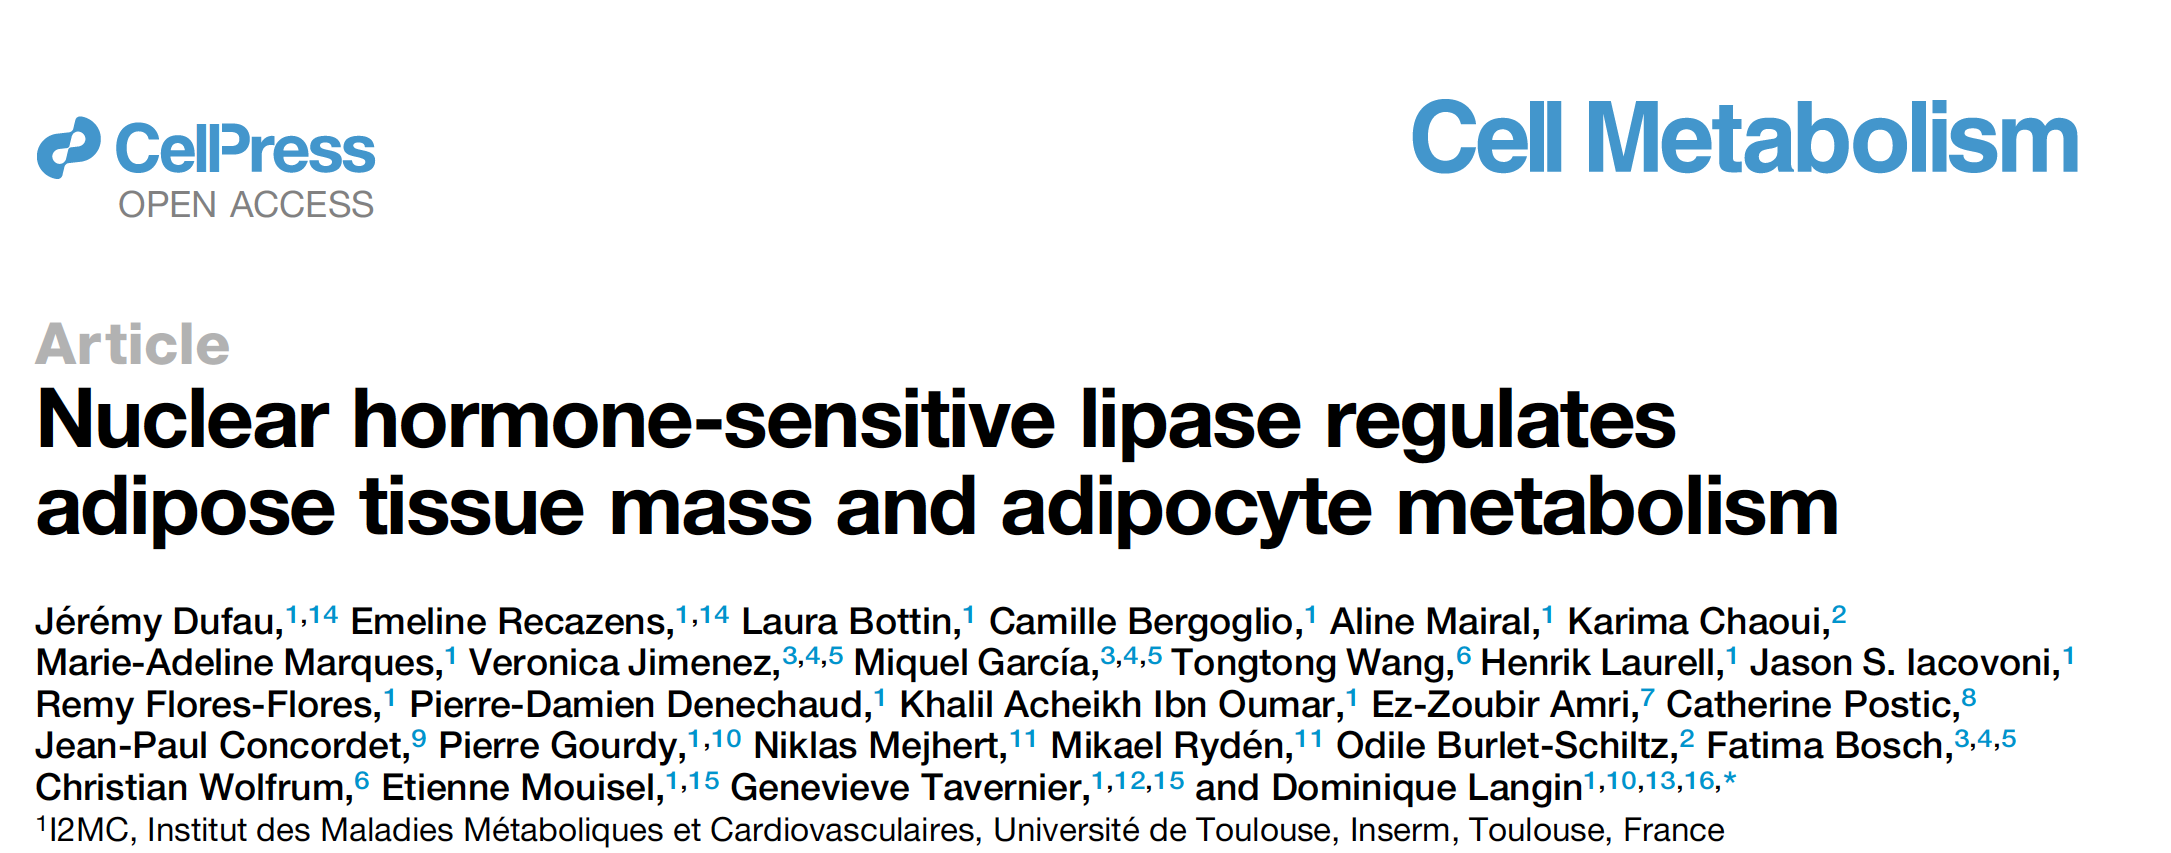 CellPress
OPEN ACCESS
Cell Metabolism
Article
Nuclear hormone-sensitive lipase regulates
adipose tissue mass and adipocyte metabolism
Jérémy Dufau,1,14 Emeline Recazens,1,14 Laura Bottin,1 Camille Bergoglio,1 Aline Mairal,1 Karima Chaoui,2
Marie-Adeline Marques,1 Veronica Jimenez,3,4,5 Miquel García,3,4,5 Tongtong Wang,6 Henrik Laurell,1 Jason S. Iacovoni,1
Remy Flores-Flores,1 Pierre-Damien Denechaud,1 Khalil Acheikh Ibn Oumar,1 Ez-Zoubir Amri,7 Catherine Postic,8
Jean-Paul Concordet,9 Pierre Gourdy,1,10 Niklas Mejhert,11 Mikael Rydén,11 Odile Burlet-Schiltz,2 Fatima Bosch,3,4,5
Christian Wolfrum,6 Etienne Mouisel,1,15 Genevieve Tavernier,1,12,15 and Dominique Langin1,10,13,16,*
1I2MC, Institut des Maladies Métaboliques et Cardiovasculaires, Université de Toulouse, Inserm, Toulouse, France